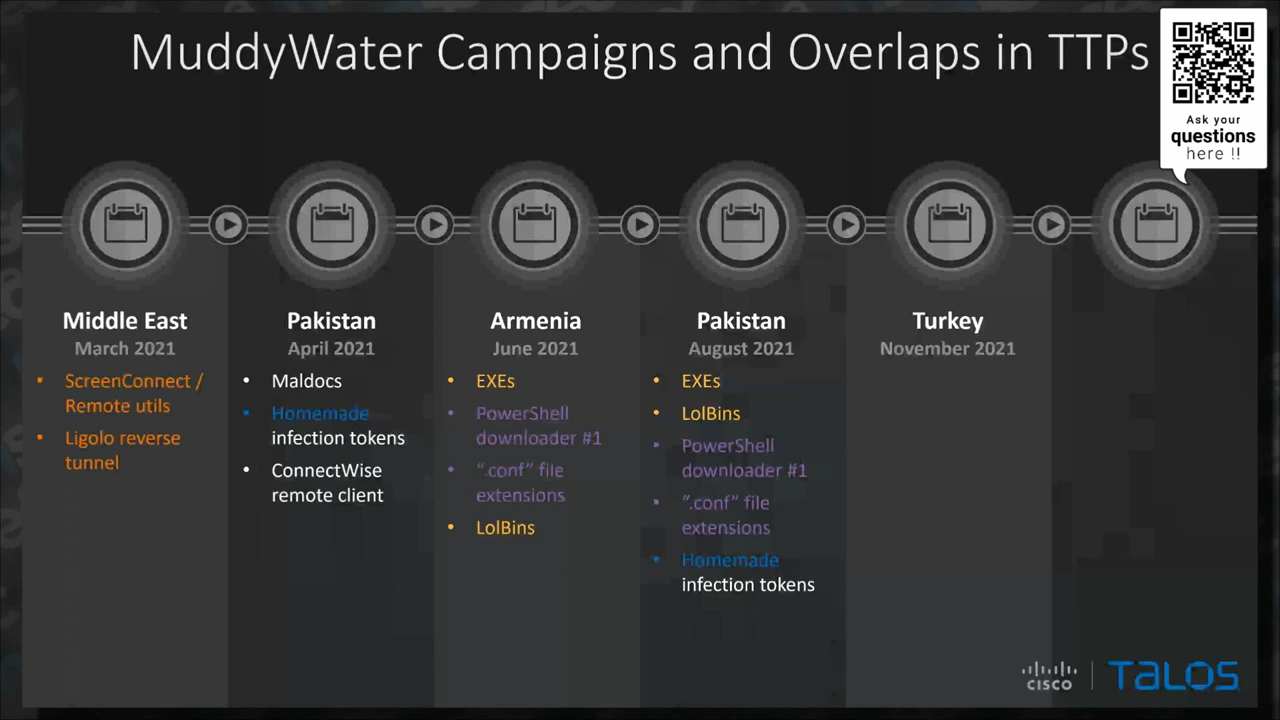 MuddyWater Campaigns and Overlaps in TTPs
Ask your
questions
here !!
Middle East
March 2021
• ScreenConnect /
Remote utils
• Ligolo reverse
tunnel
Pakistan
April 2021
• Maldocs
• Homemade
infection tokens
• ConnectWise
remote client
Armenia
June 2021
• EXEs
• PowerShell
downloader #1
• “.conf” file
extensions
• LolBins
Pakistan
August 2021
• EXEs
• LolBins
• PowerShell
downloader #1
• “.conf” file
extensions
• Homemade
infection tokens
Turkey
November 2021
CISCO
TALOS